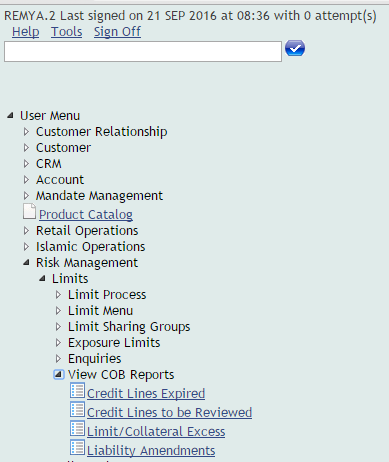 REMYA.2 Last signed on 21 SEP 2016 at 08:36 with 0 attempt(s)
Help Tools Sign Off
User Menu
Customer Relationship
Customer
CRM
Account
Mandate Management
Product Catalog
Retail Operations
Islamic Operations
Risk Management
Limits
Limit Process
Limit Menu
Limit Sharing Groups
Exposure Limits
Enquiries
View COB Reports
Credit Lines Expired
Credit Lines to be Reviewed
Limit/Collateral Excess
Liability Amendments